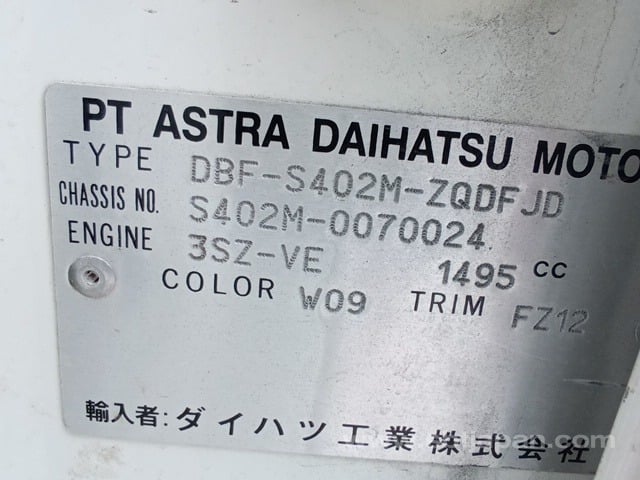 PT ASTRA DAIHATSU MOTO
TYPE DBF-S402M-ZQDFJD
CHASSIS NO. S402M-0070024
ENGINE 3SZ-VE 1495 CC
COLOR W09 TRIM FZ12
輸入者: ダイハツ工業株式会社